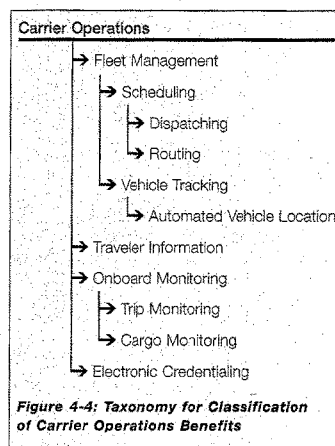 Carrier Operations
Fleet Management
Scheduling
Dispatching
Routing
Vehicle Tracking
Automated Vehicle Location
Traveler Information
Onboard Monitoring
Trip Monitoring
Cargo Monitoring
Electronic Credentialing
Figure 4-4: Taxonomy for Classification
of Carrier Operations Benefits